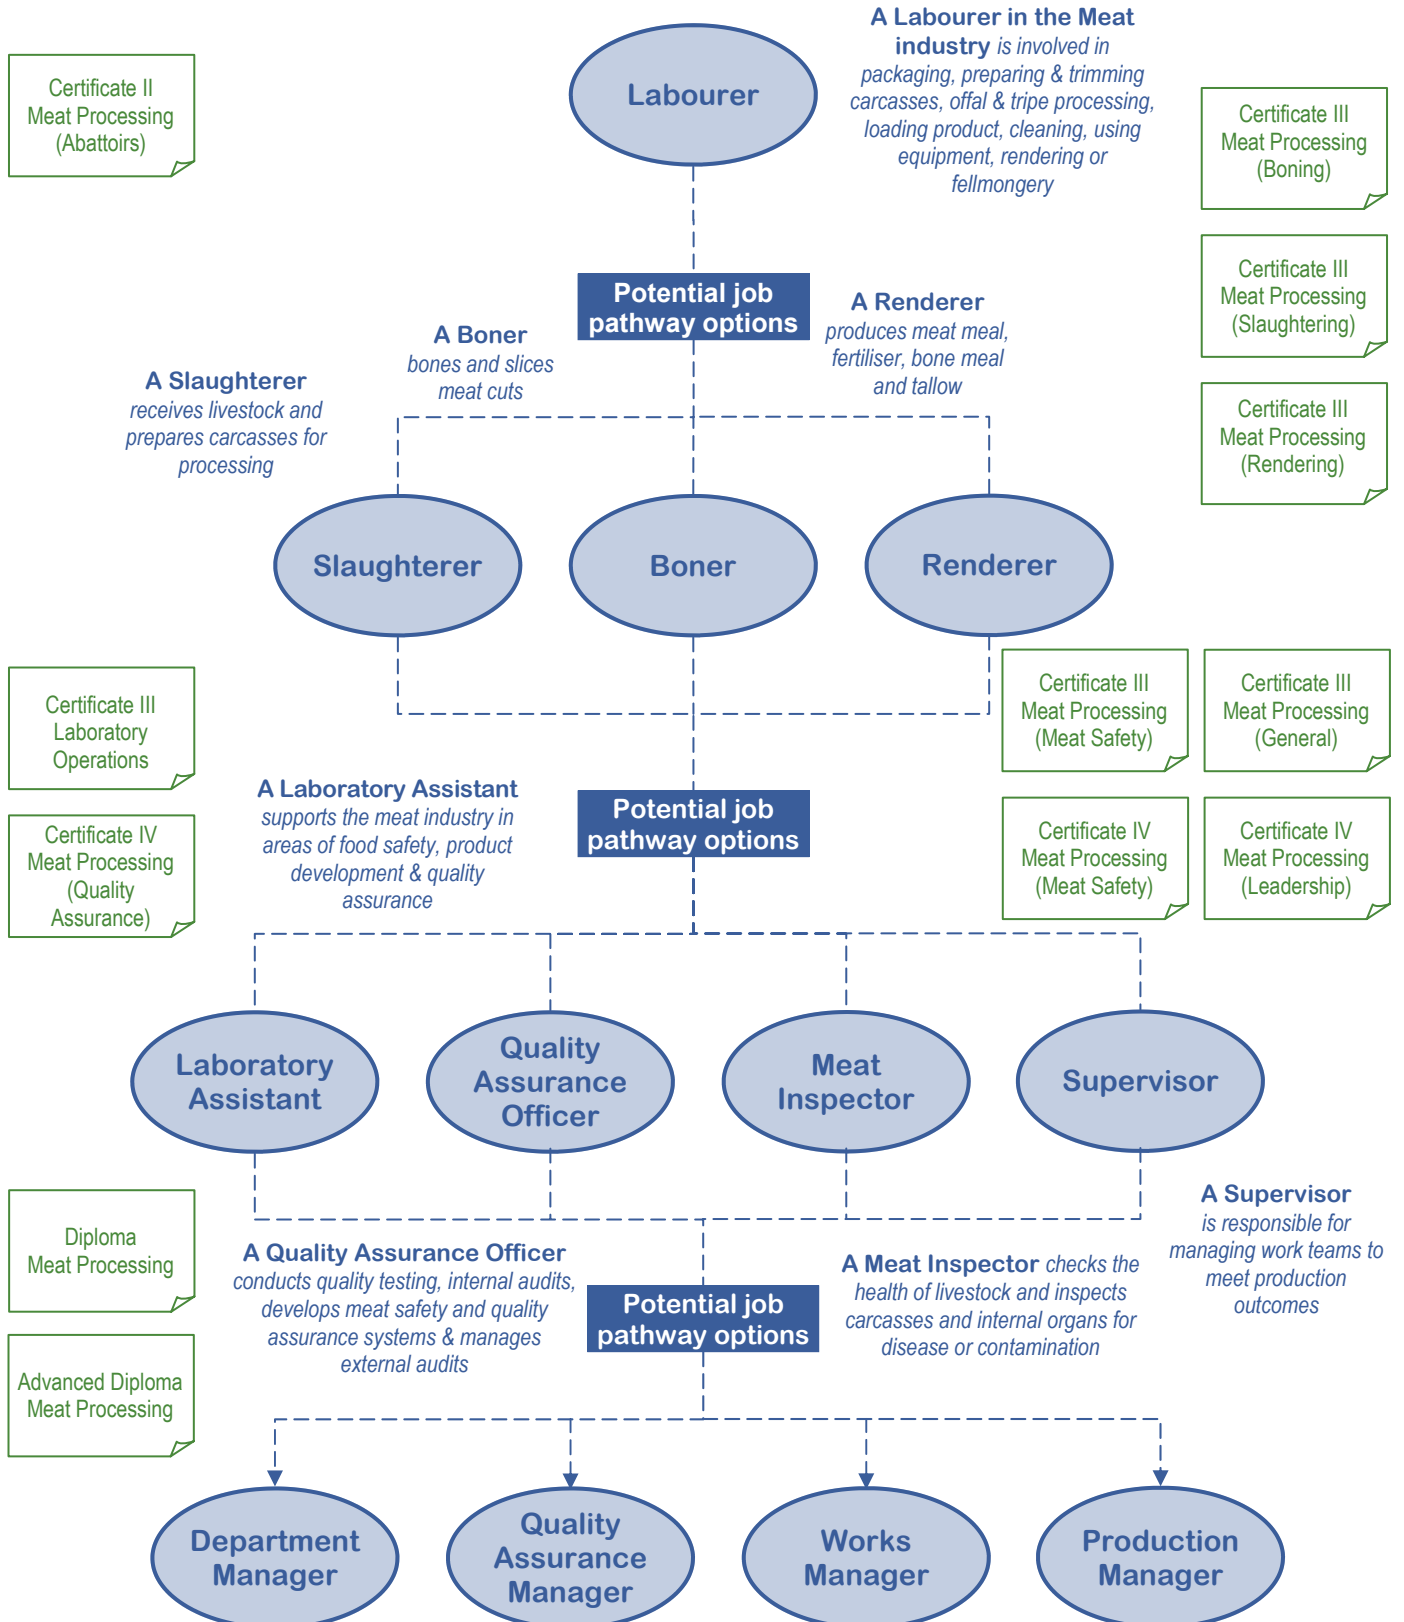 Certificate II
Meat Processing
(Abattoirs)
Labourer
A Labourer in the Meat
industry is involved in
packaging, preparing & trimming
carcasses, offal & tripe processing,
loading product, cleaning, using
equipment, rendering or
fellmongery
Certificate III
Meat Processing
(Boning)
Certificate III
Meat Processing
(Slaughtering)
Certificate III
Meat Processing
(Rendering)
Potential job
pathway options
A Slaughterer
receives livestock and
prepares carcasses for
processing
A Boner
bones and slices
meat cuts
A Renderer
produces meat meal,
fertiliser, bone meal
and tallow
Slaughterer
Boner
Renderer
Certificate III
Laboratory
Operations
Certificate IV
Meat Processing
(Quality
Assurance)
A Laboratory Assistant
supports the meat industry in
areas of food safety, product
development & quality
assurance
Potential job
pathway options
Certificate III
Meat Processing
(Meat Safety)
Certificate III
Meat Processing
(General)
Certificate IV
Meat Processing
(Meat Safety)
Certificate IV
Meat Processing
(Leadership)
Laboratory
Assistant
Quality
Assurance
Officer
Meat
Inspector
Supervisor
Diploma
Meat Processing
Advanced Diploma
Meat Processing
A Quality Assurance Officer
conducts quality testing, internal audits,
develops meat safety and quality
assurance systems & manages
external audits
Potential job
pathway options
A Meat Inspector checks the
health of livestock and inspects
carcasses and internal organs for
disease or contamination
A Supervisor
is responsible for
managing work teams to
meet production
outcomes
Department
Manager
Quality
Assurance
Manager
Works
Manager
Production
Manager